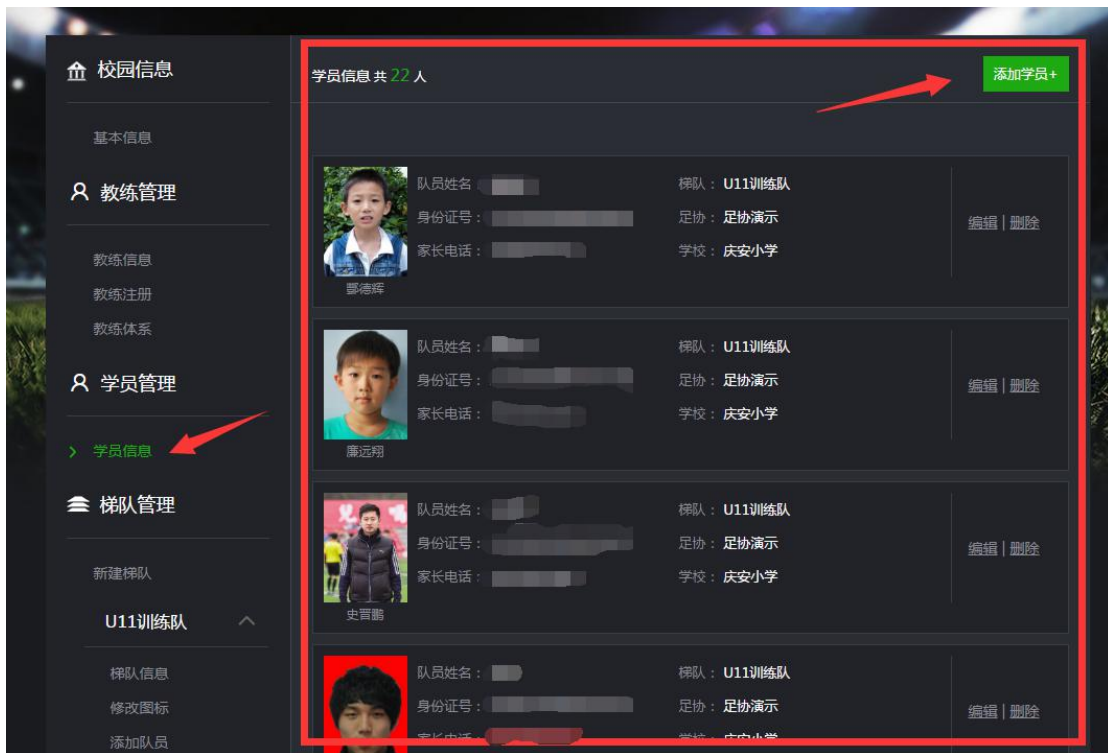 校园信息
基本信息
教练管理
教练信息
教练注册
教练体系
学员管理
学员信息
梯队管理
新建梯队
U11训练队
梯队信息
修改图标
添加队员
学员信息 共 22 人
添加学员+
队员姓名： 梯队： U11训练队
身份证号： 足协： 足协演示
家长电话： 学校： 庆安小学
编辑 | 删除
鄷德辉
队员姓名： 梯队： U11训练队
身份证号： 足协： 足协演示
家长电话： 学校： 庆安小学
编辑 | 删除
廉远翔
队员姓名： 梯队： U11训练队
身份证号： 足协： 足协演示
家长电话： 学校： 庆安小学
编辑 | 删除
史晋鹏
队员姓名： 梯队： U11训练队
身份证号： 足协： 足协演示
家长电话： 学校： 庆安小学
编辑 | 删除